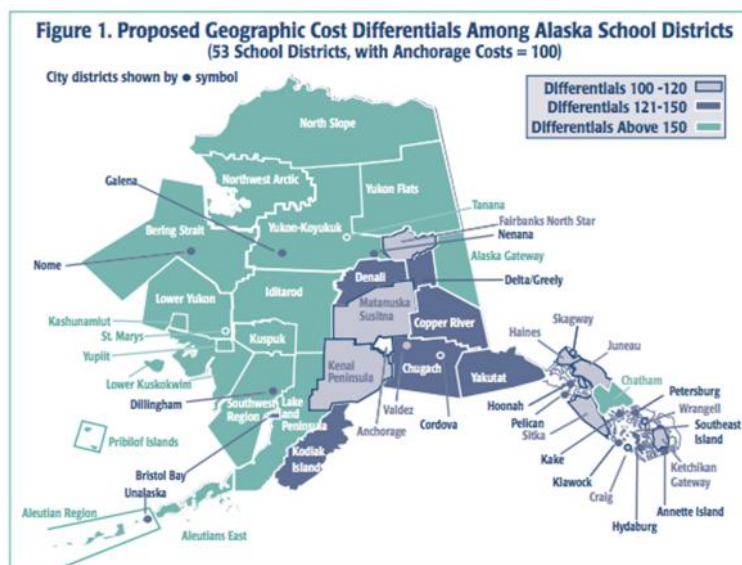 Figure 1. Proposed Geographic Cost Differentials Among Alaska School Districts
(53 School Districts, with Anchorage Costs = 100)
City districts shown by ● symbol
Differentials 100 -120
Differentials 121-150
Differentials Above 150
North Slope
Northwest Arctic
Galena
Yukon Flats
Tanana
Yukon-Koyukuk
Fairbanks North Star
Bering Strait
Nenana
Nome
Alaska Gateway
Denali
Delta/Greely
Lower Yukon
Iditarod
Matanuska
Susitna
Copper River
Kashunamiut
St. Marys
Kuspuk
Skagway
Haines
Juneau
Yupiit
Kenai
Peninsula
Chugach
Yakutat
Lower Kuskokwim
Chatham
Dillingham
Southwest
Region
Lake
and
Peninsula
Valdez
Hoonah
Petersburg
Anchorage
Cordova
Pelican
Wrangell
Sitka
Southeast
Island
Pribilof Islands
Kodiak
Island
Kake
Bristol Bay
Klawock
Ketchikan
Gateway
Unalaska
Craig
Aleutian Region
Annette Island
Aleutians East
Hydaburg